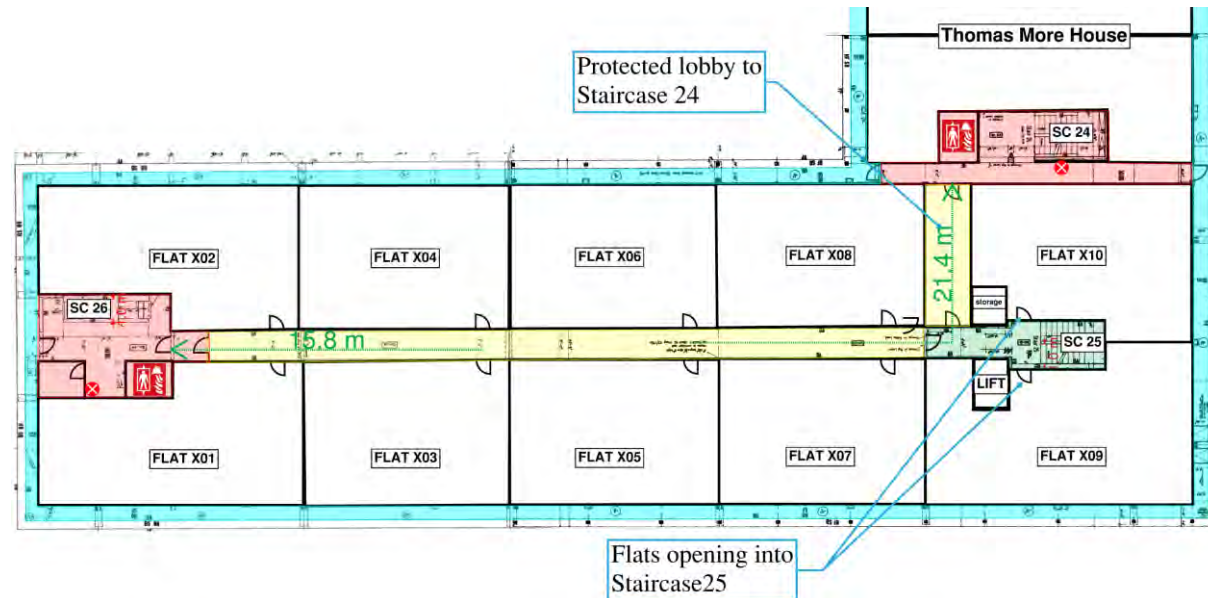 Thomas More House
Protected lobby to
Staircase 24
SC 24
FLAT X02
FLAT X04
FLAT X06
FLAT X08
FLAT X10
21.4 m
storage
SC 26
15.8 m
SC 25
LIFT
FLAT X01
FLAT X03
FLAT X05
FLAT X07
FLAT X09
Flats opening into
Staircase25